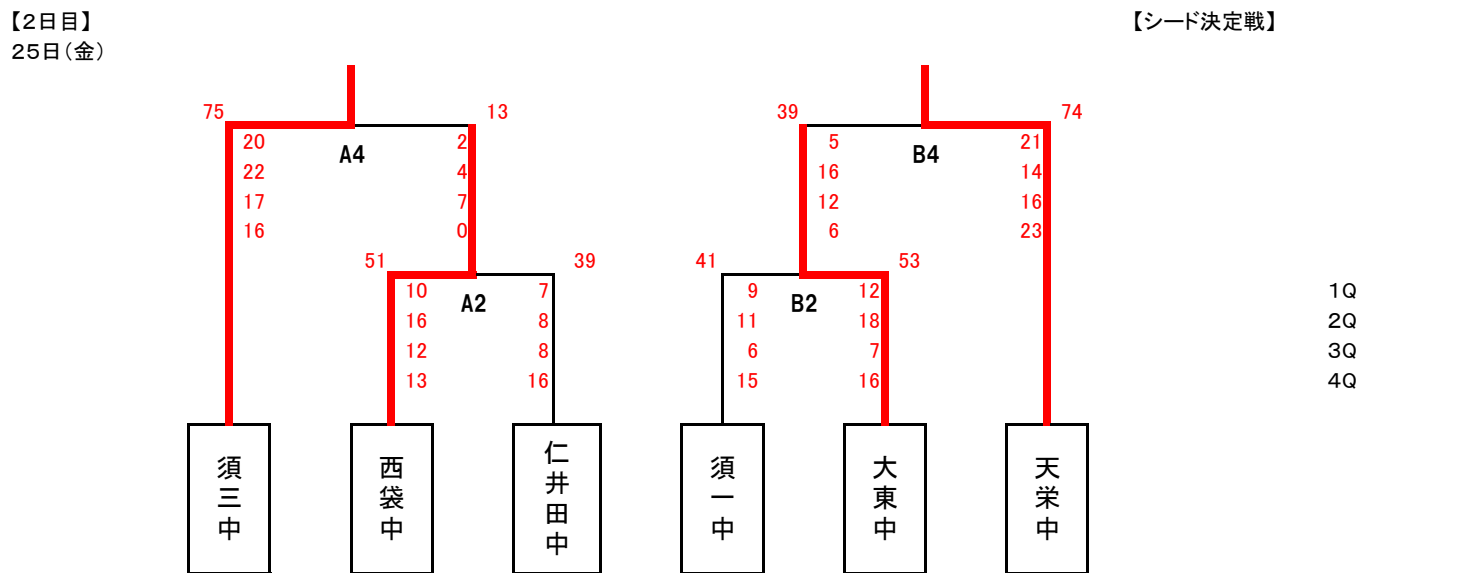 【2日目】
【シード決定戦】
25日(金)
75
13
39
74
20
2
5
21
A4
B4
22
4
16
14
17
7
12
16
16
0
6
23
51
39
41
53
10
7
9
12
1Q
A2
B2
16
8
11
18
2Q
12
8
6
7
3Q
13
16
15
16
4Q
須三中
西袋中
仁井田中
須一中
大東中
天栄中